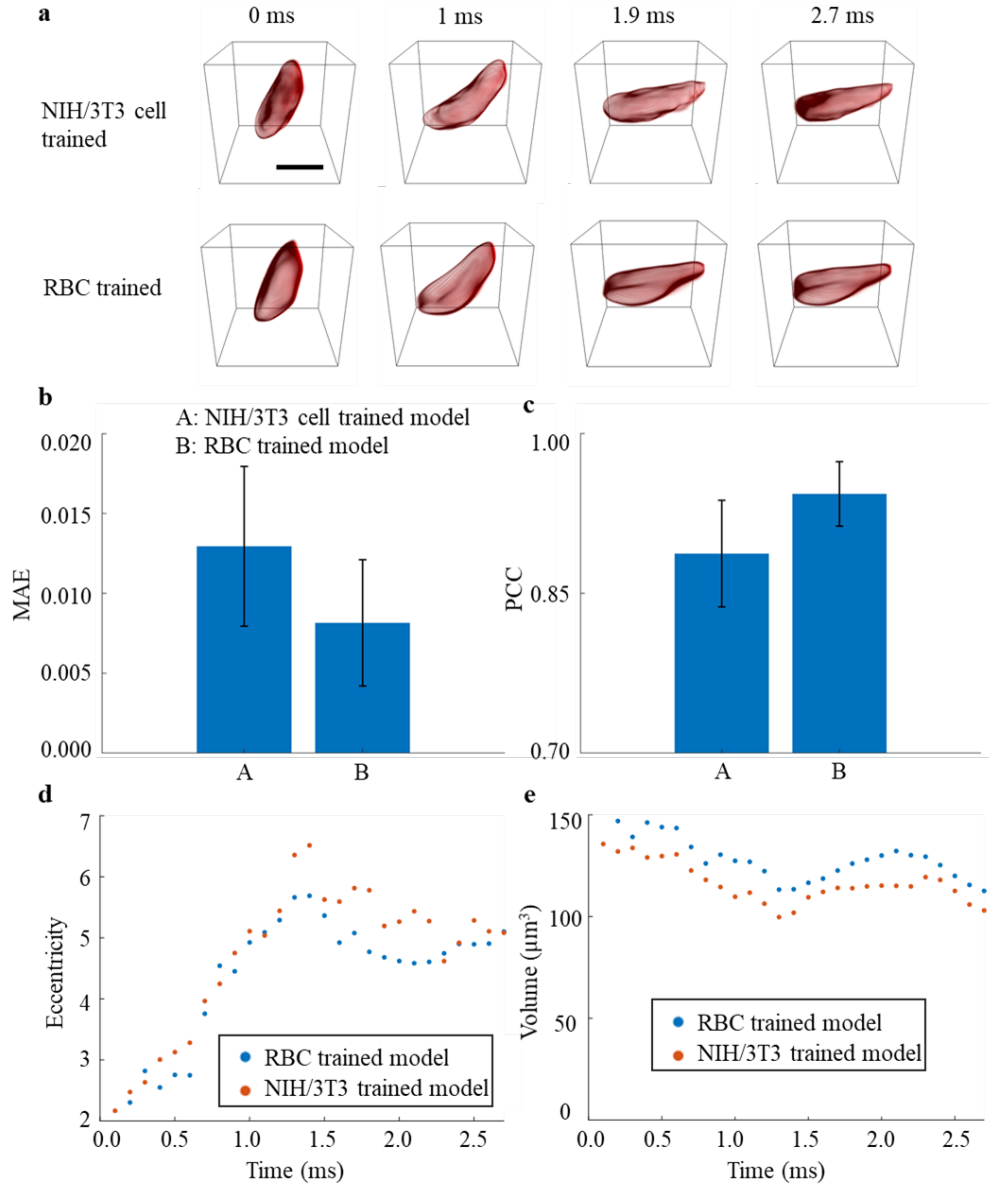 a
0 ms
1 ms
1.9 ms
2.7 ms
NIH/3T3 cell
trained
RBC trained
b
A: NIH/3T3 cell trained model
B: RBC trained model
0.020
0.015
0.010
0.005
0.000
MAE
A
B
c
1.00
0.85
0.70
PCC
A
B
d
7
6
5
4
3
2
Eccentricity
RBC trained model
NIH/3T3 trained model
0.0
0.5
1.0
1.5
2.0
2.5
Time (ms)
e
150
100
50
0
Volume (μm³)
RBC trained model
NIH/3T3 trained model
0.0
0.5
1.0
1.5
2.0
2.5
Time (ms)